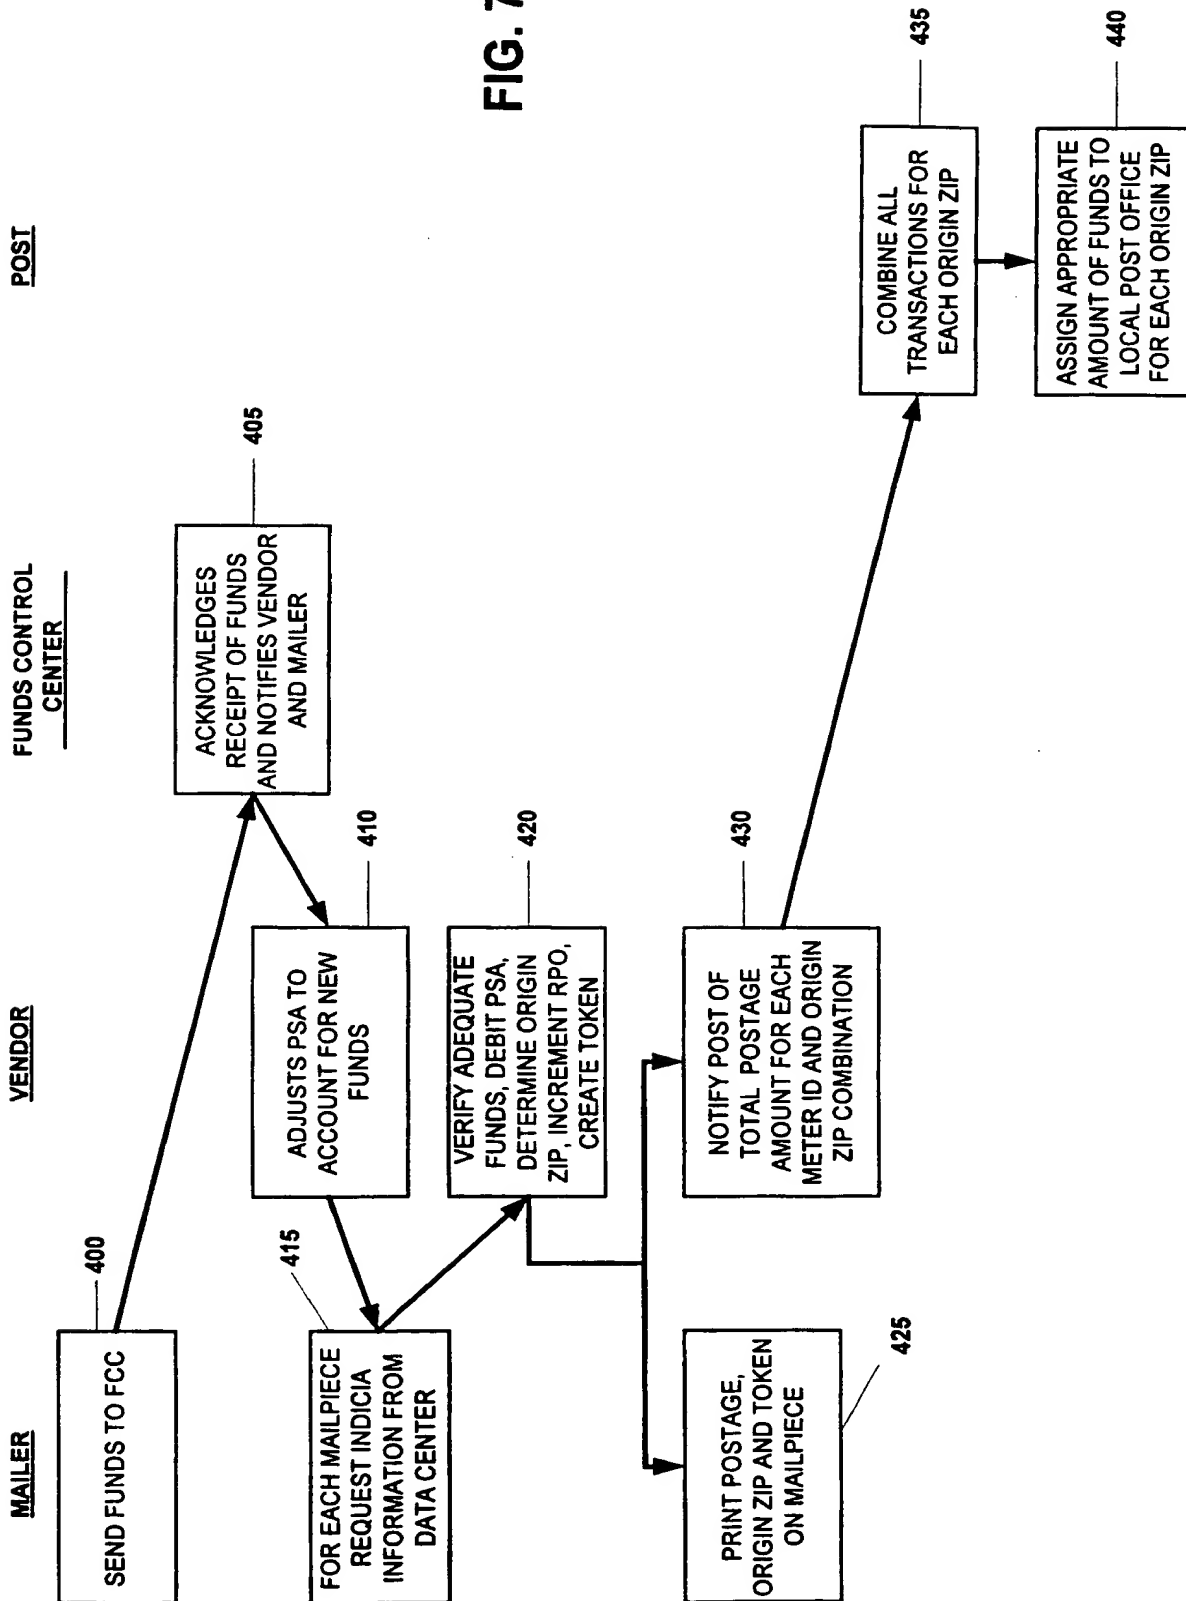 FIG. 7
MAILER
VENDOR
FUNDS CONTROL
CENTER
POST
400
SEND FUNDS TO FCC
405
ACKNOWLEDGES
RECEIPT OF FUNDS
AND NOTIFIES VENDOR
AND MAILER
410
ADJUSTS PSA TO
ACCOUNT FOR NEW
FUNDS
415
FOR EACH MAILPIECE
REQUEST INDICIA
INFORMATION FROM
DATA CENTER
420
VERIFY ADEQUATE
FUNDS, DEBIT PSA,
DETERMINE ORIGIN
ZIP, INCREMENT RPO,
CREATE TOKEN
425
PRINT POSTAGE,
ORIGIN ZIP AND TOKEN
ON MAILPIECE
430
NOTIFY POST OF
TOTAL POSTAGE
AMOUNT FOR EACH
METER ID AND ORIGIN
ZIP COMBINATION
435
COMBINE ALL
TRANSACTIONS FOR
EACH ORIGIN ZIP
440
ASSIGN APPROPRIATE
AMOUNT OF FUNDS TO
LOCAL POST OFFICE
FOR EACH ORIGIN ZIP